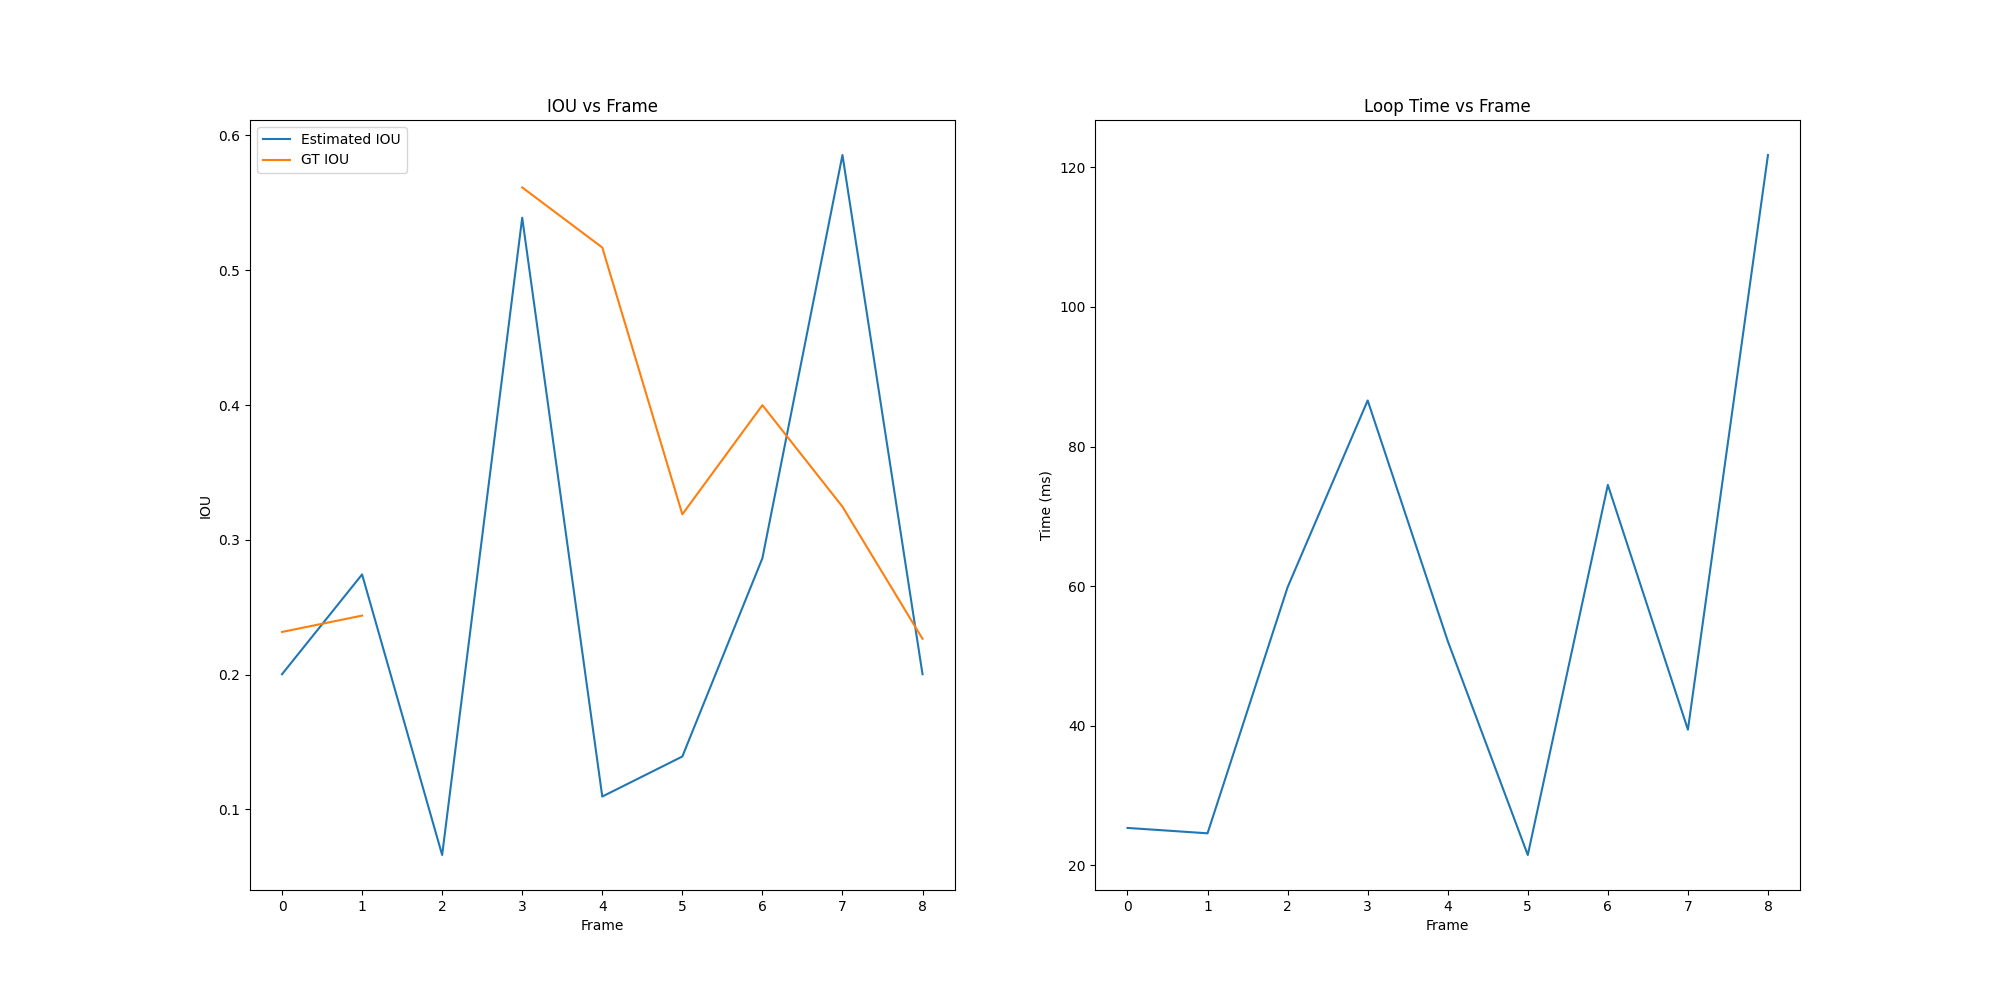 IOU vs Frame
Estimated IOU
GT IOU
0.6
0.5
0.4
0.3
0.2
0.1
IOU
0 1 2 3 4 5 6 7 8
Frame
Loop Time vs Frame
120
100
80
60
40
20
Time (ms)
0 1 2 3 4 5 6 7 8
Frame